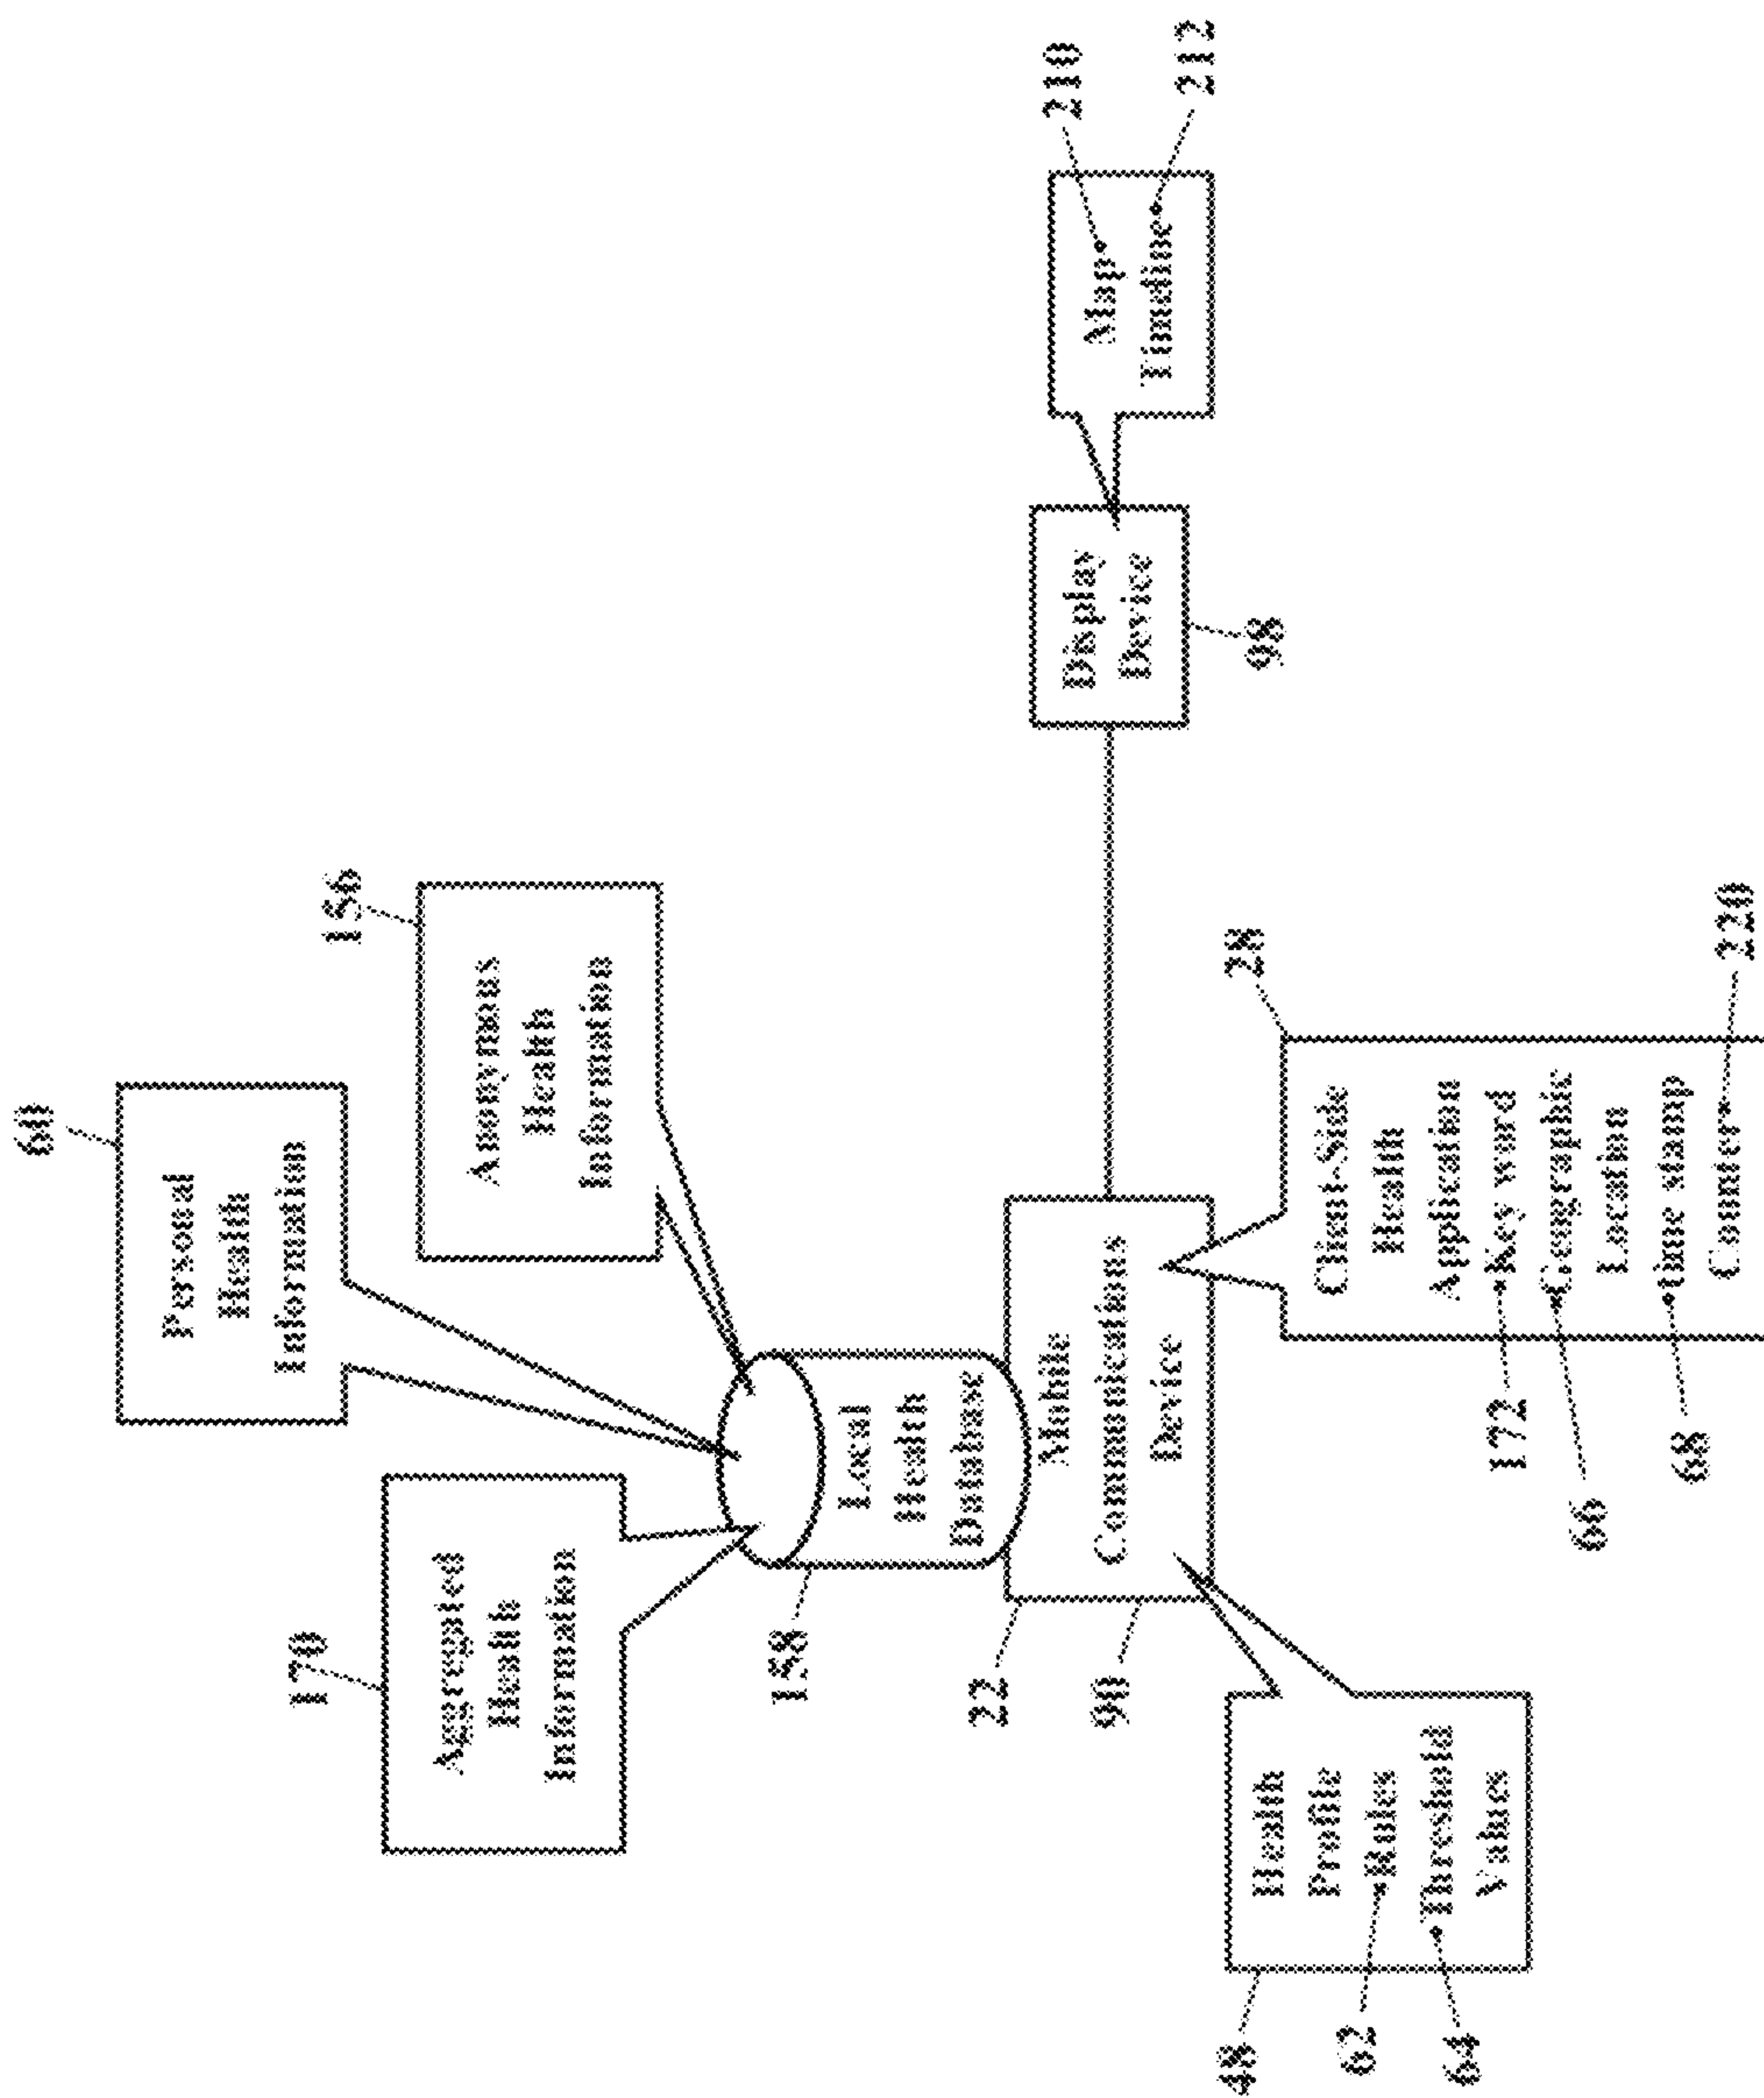 60
Personal
Health
Information
170
Aggregated
Health
Information
156
Anonymous
Health
Information
158
Local
Health
Database
22
90
Mobile
Communications
Device
Display
Device
98
210
Map
Timeline
212
48
Health
Profile
62
Rules
64
Threshold
Values
28
Client-Side
Health
Application
172
Key word
66
Geographic
Location
68
time stamp
Counter
220